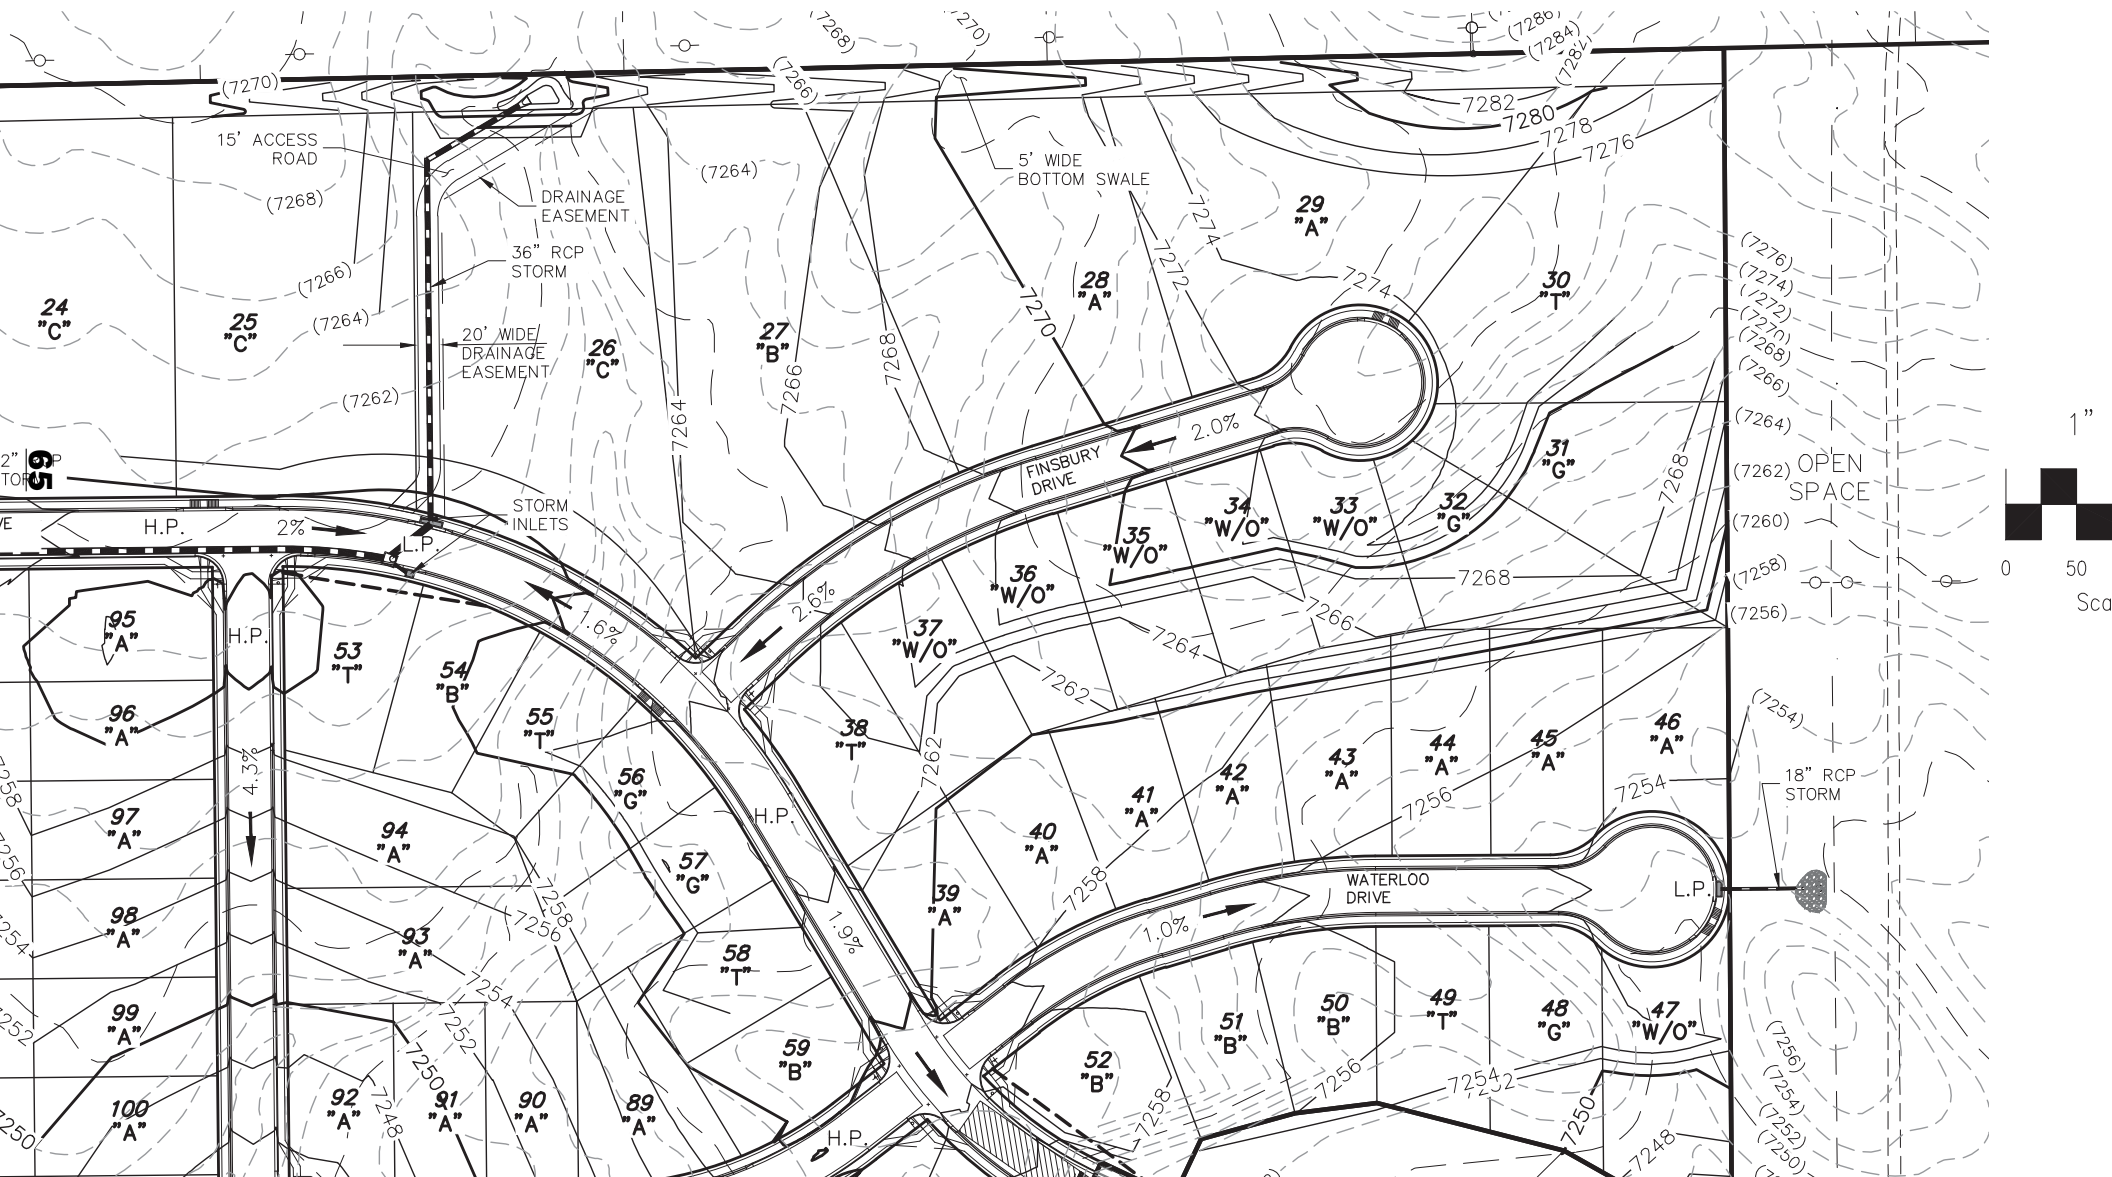 (7268)
(7270)
(7286)
(7284)
(7282)
(7270)
(7266)
7282
7280
7278
7276
15' ACCESS
ROAD
(7264)
5' WIDE
BOTTOM SWALE
(7268)
DRAINAGE
EASEMENT
29
"A"
7274
36" RCP
STORM
(7266)
7272
28
"A"
7274
30
"T"
(7276)
(7274)
(7272)
(7270)
(7268)
(7266)
24
"C"
25
"C"
(7264)
7270
20' WIDE
DRAINAGE
EASEMENT
26
"C"
27
"B"
7268
7266
(7262)
7264
2.0%
(7264)
1"
65
FINSBURY
DRIVE
31
"G"
7268
(7262)
OPEN
SPACE
STORM
INLETS
34
"W/O"
33
"W/O"
32
"G"
(7260)
H.P.
2%
L.P.
35
"W/O"
36
"W/O"
7268
(7258)
0
50
2.6%
1.6%
7266
(7256)
95
"A"
H.P.
53
"T"
37
"W/O"
7264
54
"B"
7262
96
"A"
55
"T"
38
"T"
7262
(7254)
46
"A"
45
"A"
44
"A"
43
"A"
42
"A"
41
"A"
40
"A"
7258
4.3%
56
"G"
7254
18" RCP
STORM
7256
H.P.
97
"A"
94
"A"
7256
57
"G"
39
"A"
7258
WATERLOO
DRIVE
L.P.
98
"A"
7258
7256
93
"A"
1.9%
1.0%
7254
58
"T"
7254
99
"A"
7252
7252
59
"B"
51
"B"
50
"B"
49
"T"
48
"G"
47
"W/O"
52
"B"
(7256)
7250
7256
7254
(7254)
100
"A"
92
"A"
91
"A"
90
"A"
89
"A"
7248
7258
7250
(7252)
(7250)
7250
H.P.
7248